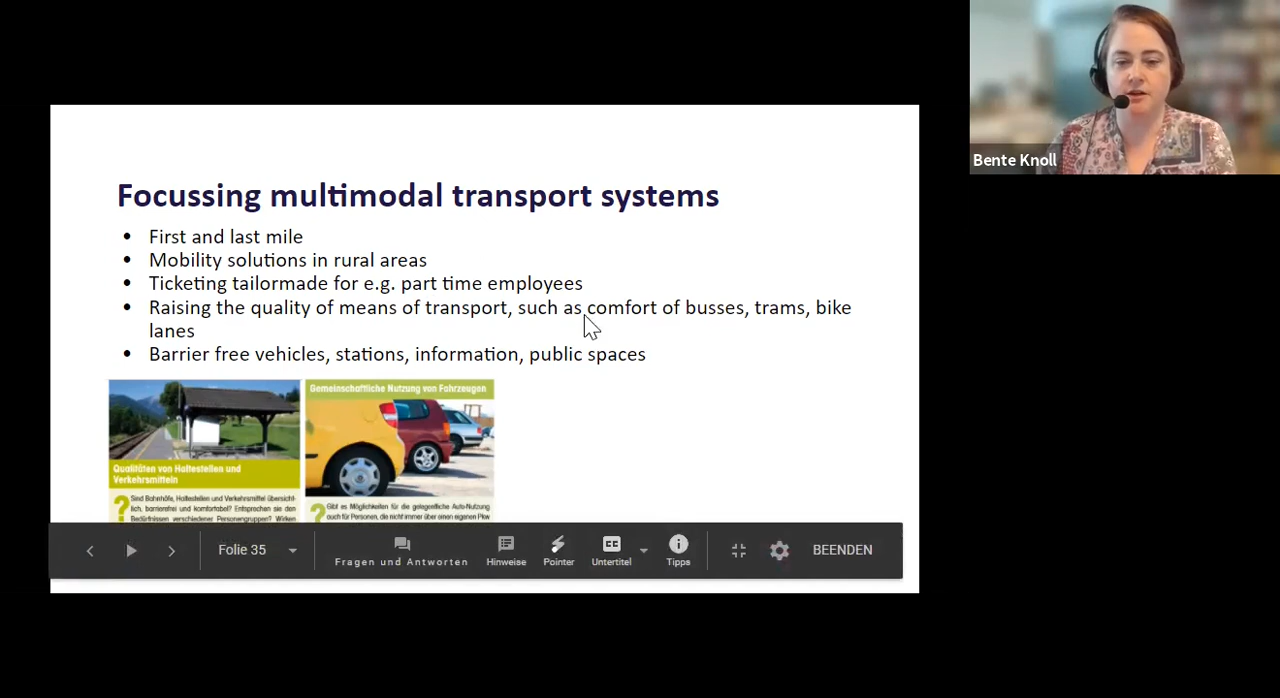 Focussing multimodal transport systems
• First and last mile
• Mobility solutions in rural areas
• Ticketing tailormade for e.g. part time employees
• Raising the quality of means of transport, such as comfort of busses, trams, bike
lanes
• Barrier free vehicles, stations, information, public spaces
Qualitäten von Haltestellen und
Verkehrsmitteln
? Sind Bahnhöfe, Haltestellen und Verkehrsmittel übersicht-
lich, barrierefrei und komfortabel? Entsprechen sie den
Bedürfnissen verschiedener Personengruppen? Wirken
Gemeinschaftliche Nutzung von Fahrzeugen
? Gibt es Möglichkeiten für die gelegentliche Auto-Nutzung
auch für Personen, die nicht immer über einen eigenen Pkw
Folie 35
Fragen und Antworten
Hinweise
Pointer
CC
Untertitel
Tipps
BEENDEN
Bente Knoll